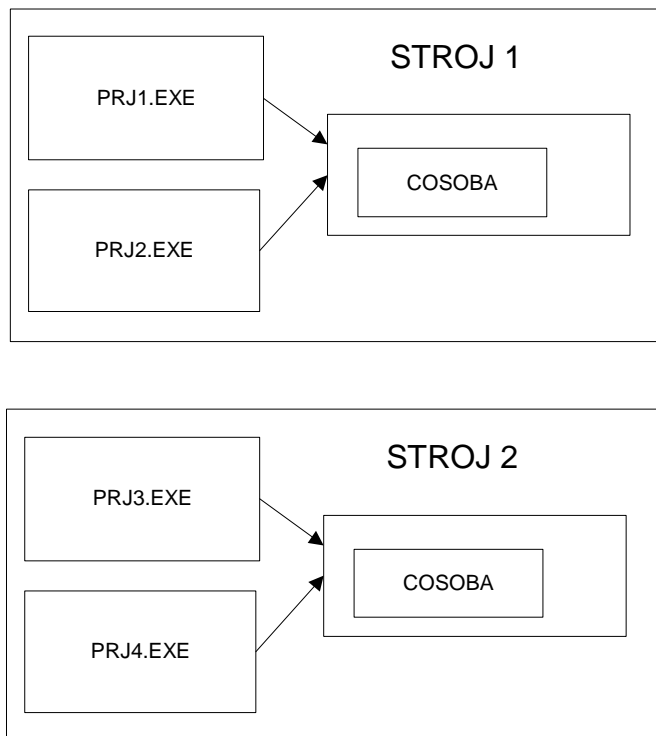 STROJ 1
PRJ1.EXE
COSOBA
PRJ2.EXE
STROJ 2
PRJ3.EXE
COSOBA
PRJ4.EXE